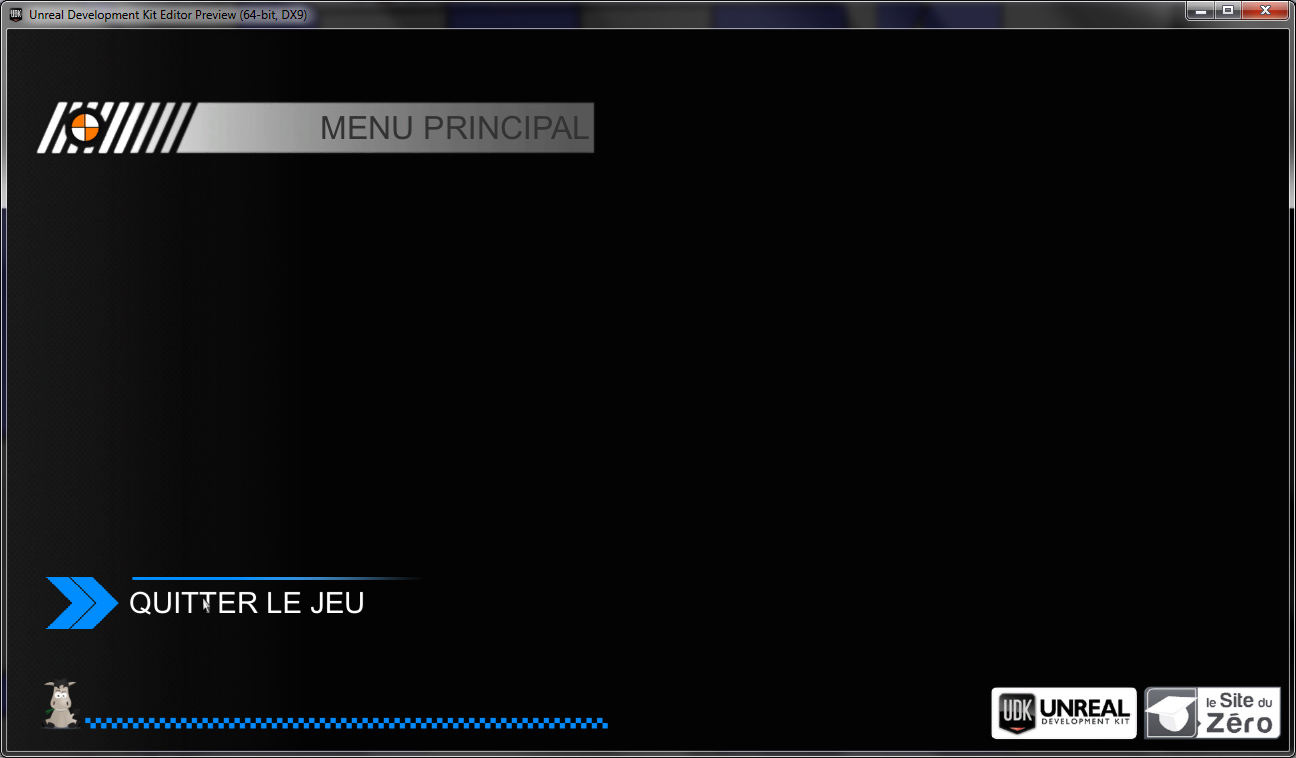 UDK Unreal Development Kit Editor Preview (64-bit, DX9)
MENU PRINCIPAL
QUITTER LE JEU
UDK UNREAL
DEVELOPMENT KIT
le Site du
Zéro